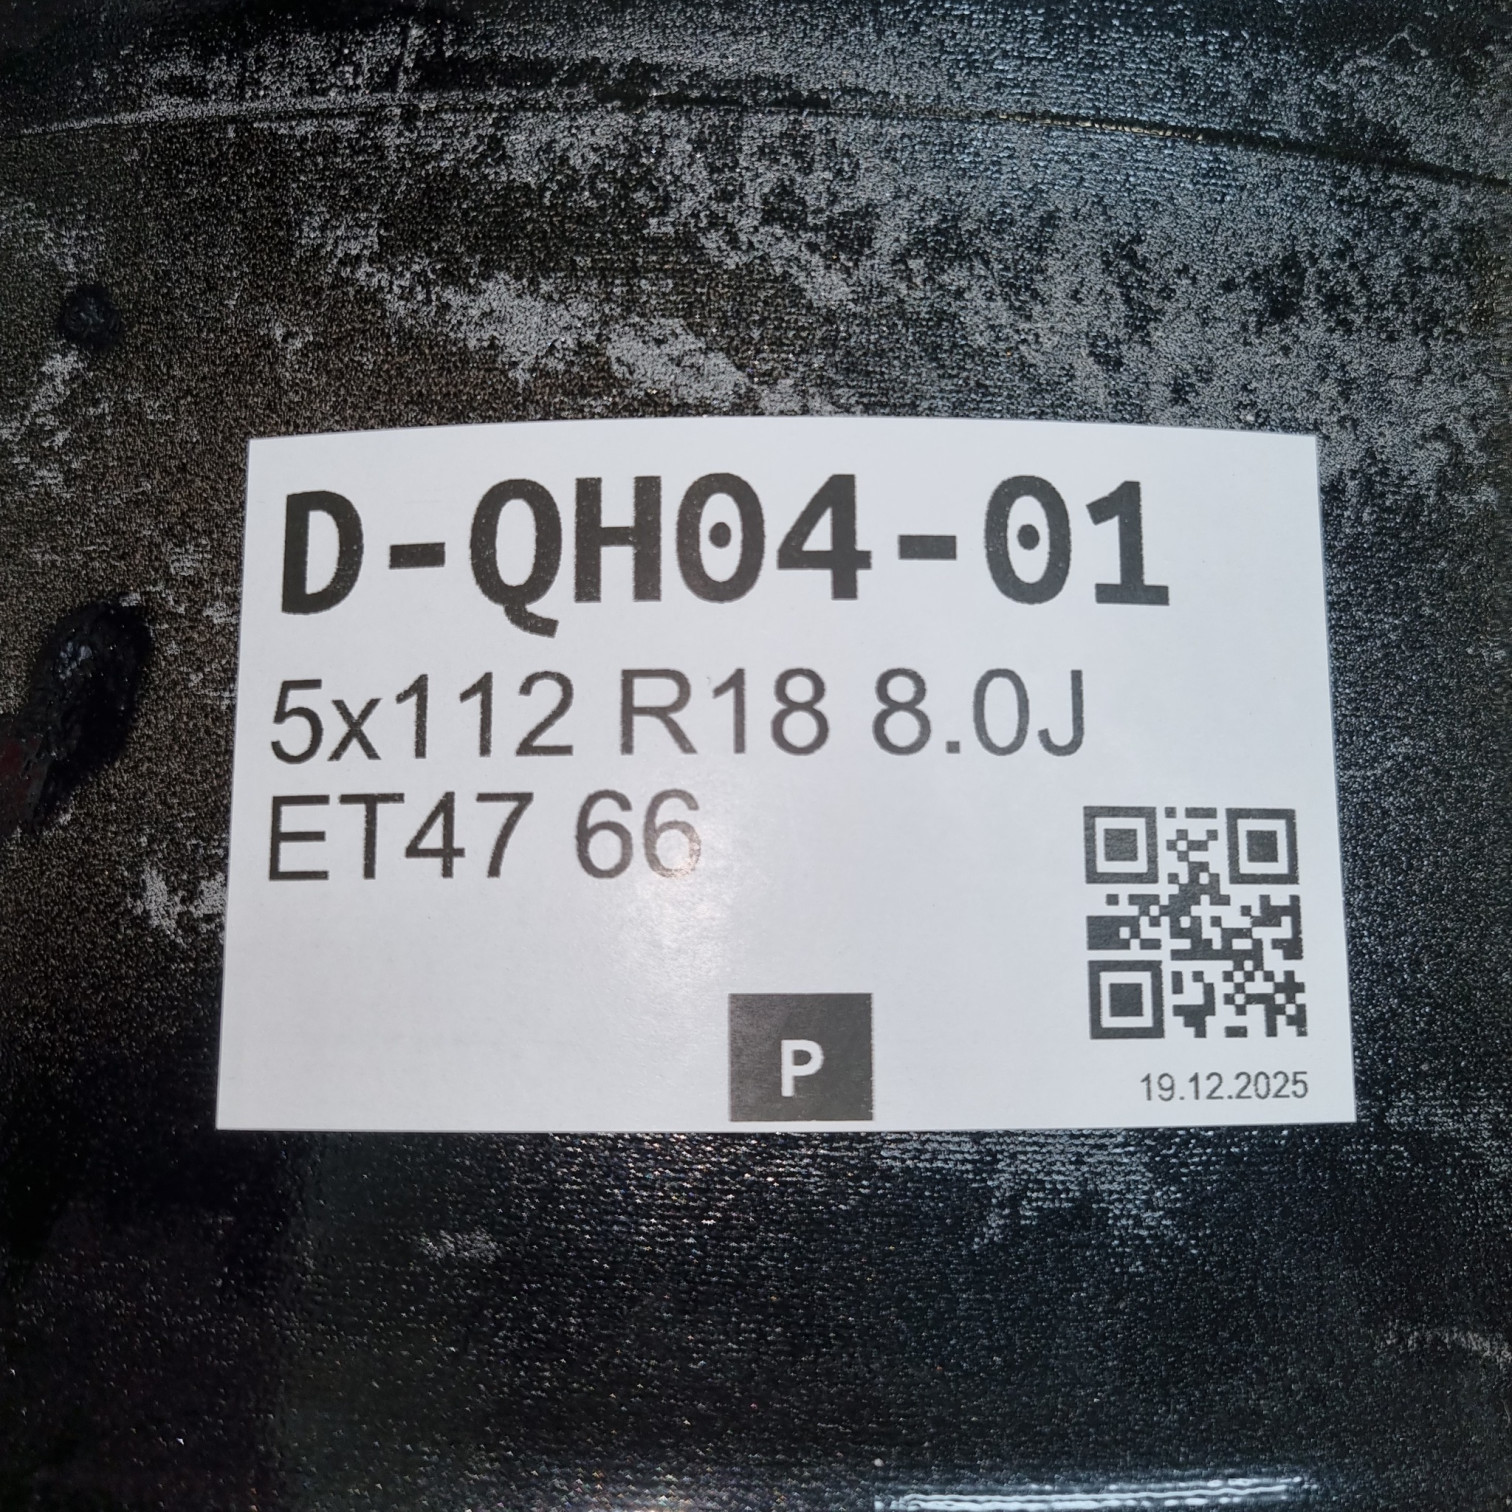 D-QH04-01
5x112 R18 8.0J
ET47 66
P
19.12.2025